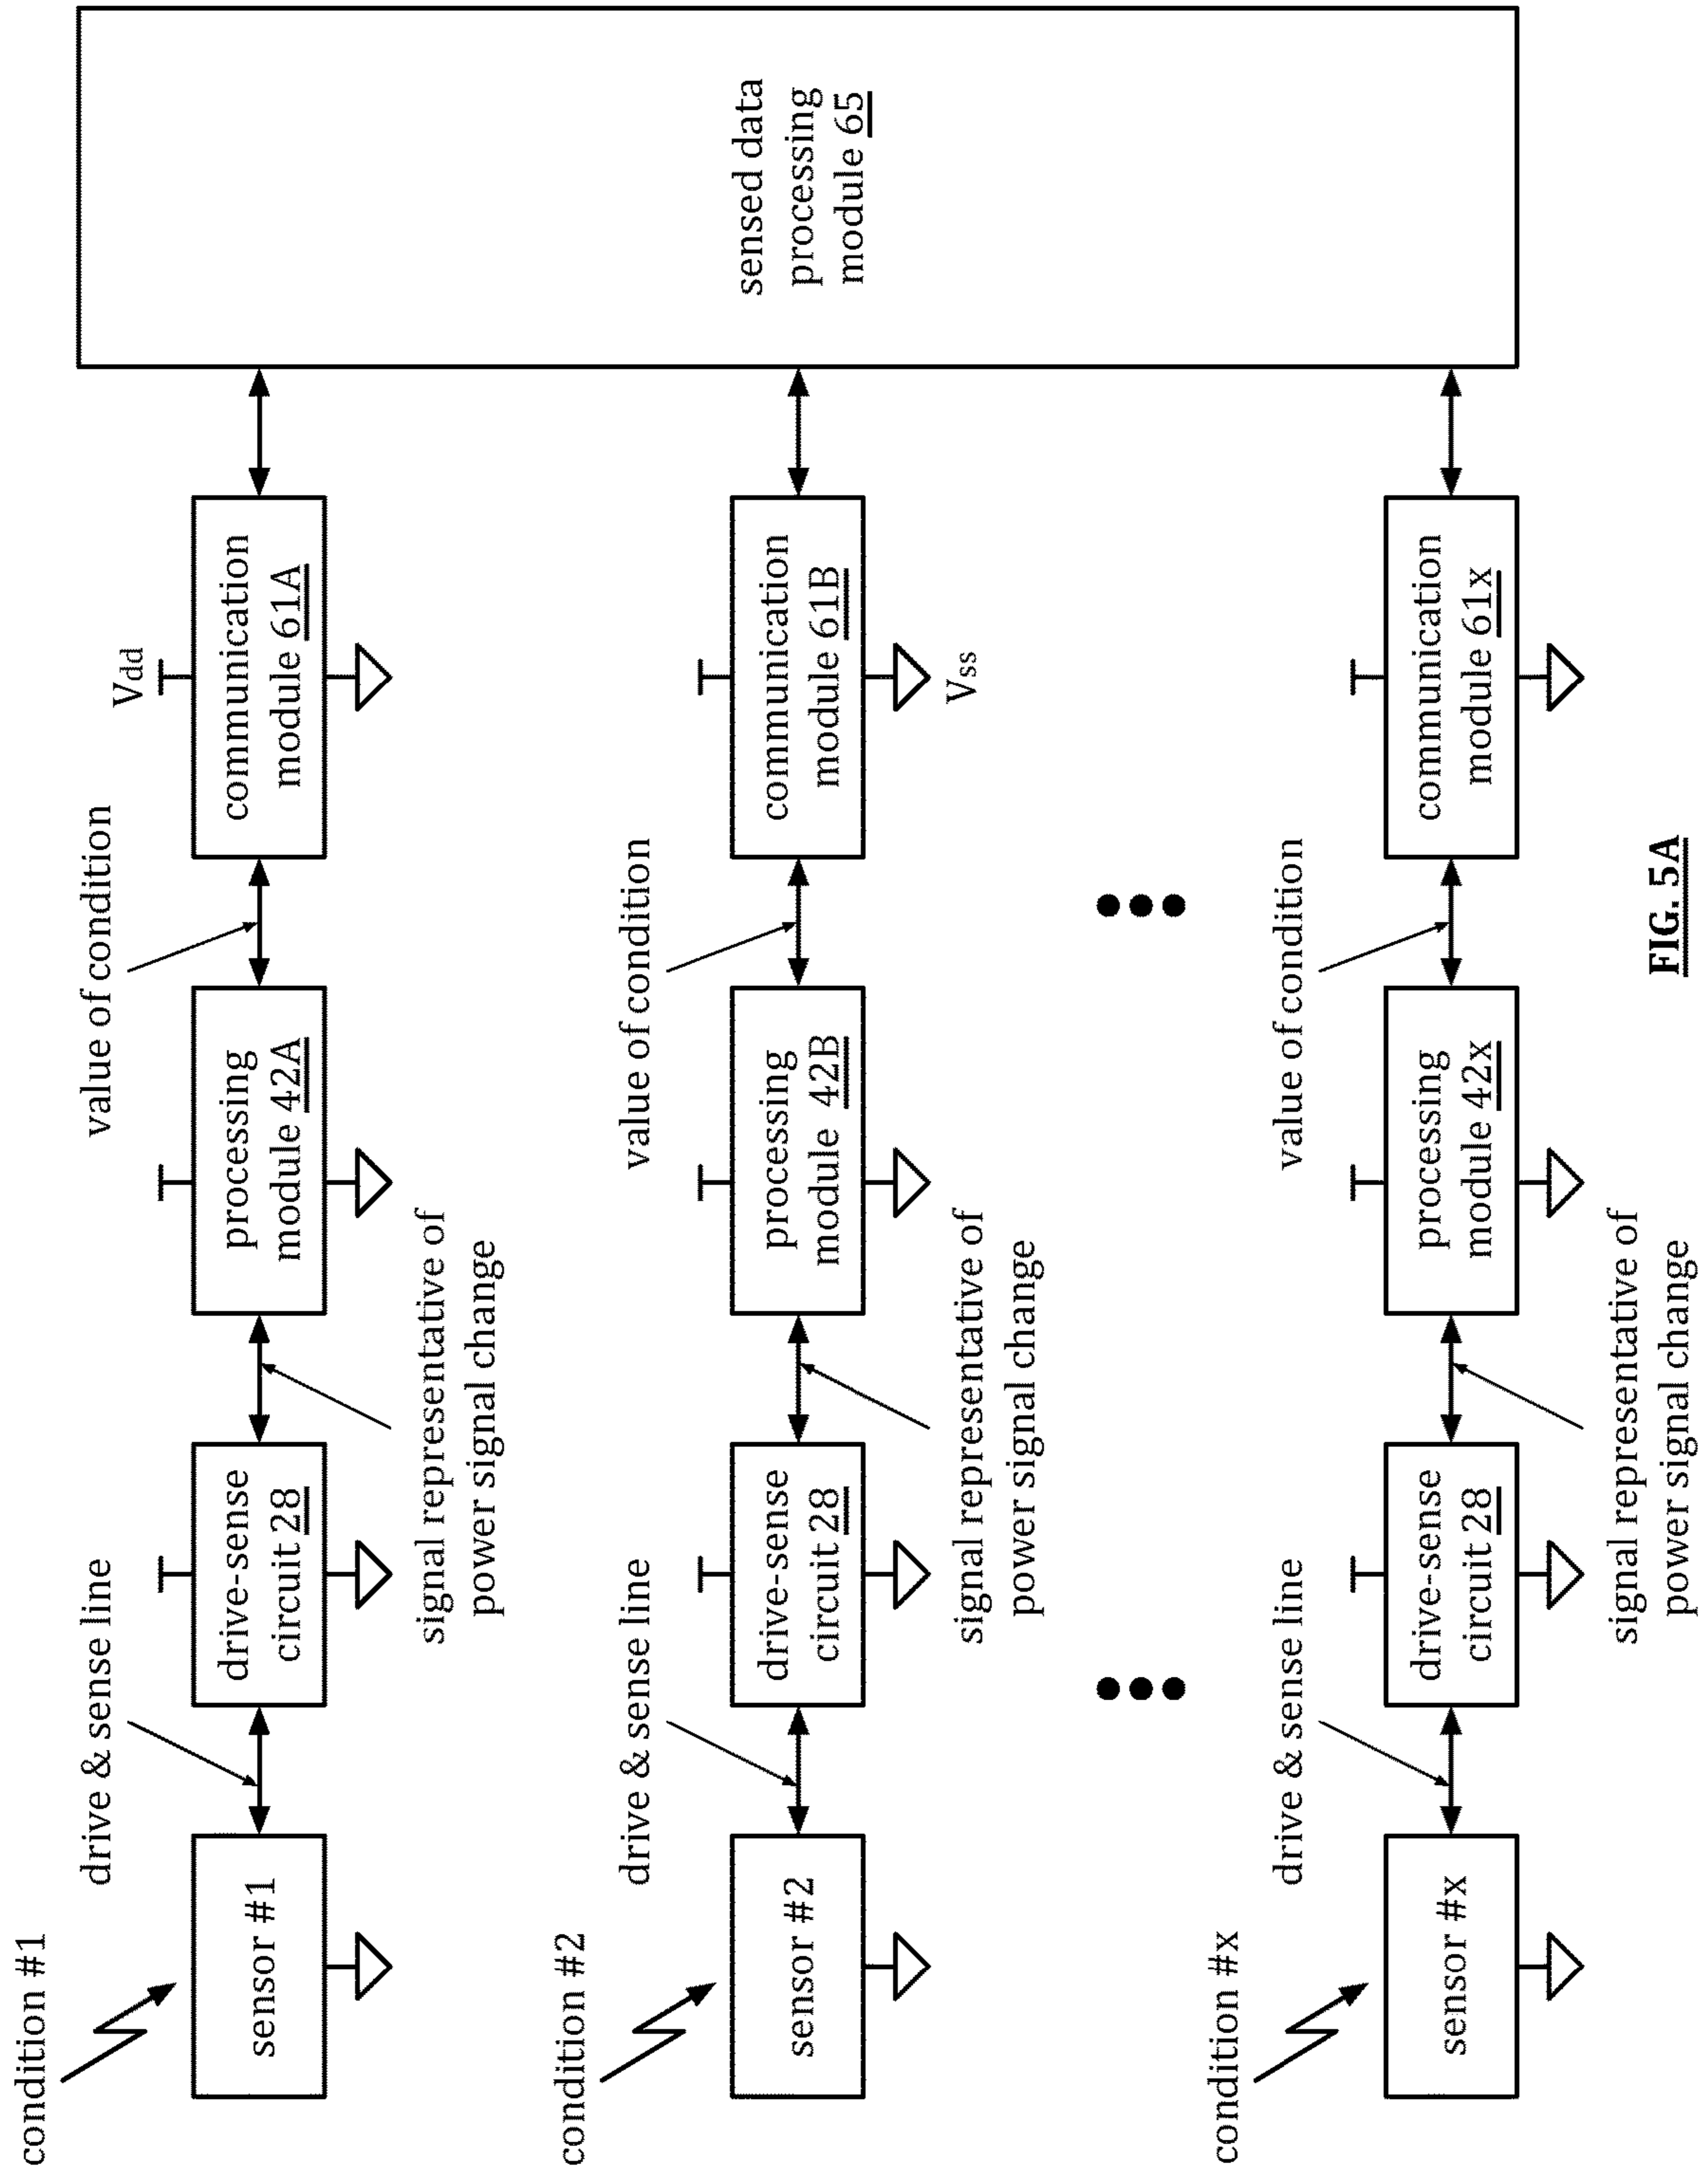 condition #1
drive & sense line
value of condition
Vdd
sensor #1
drive-sense
circuit 28
processing
module 42A
communication
module 61A
signal representative of
power signal change
condition #2
drive & sense line
value of condition
sensor #2
drive-sense
circuit 28
processing
module 42B
communication
module 61B
sensed data
processing
module 65
signal representative of
power signal change
Vss
condition #x
drive & sense line
value of condition
sensor #x
drive-sense
circuit 28
processing
module 42x
communication
module 61x
signal representative of
power signal change
FIG. 5A